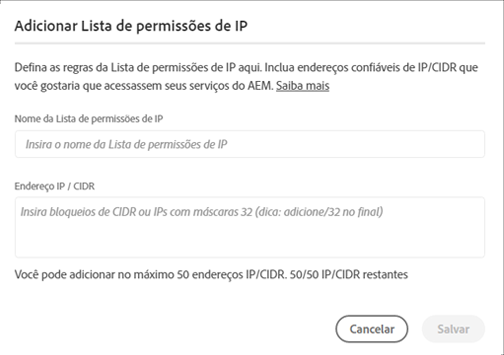 Adicionar Lista de permissões de IP
Defina as regras da Lista de permissões de IP aqui. Inclua endereços confiáveis de IP/CIDR que
você gostaria que acessassem seus serviços do AEM. Saiba mais
Nome da Lista de permissões de IP
Insira o nome da Lista de permissões de IP
Endereço IP / CIDR
Insira bloqueios de CIDR ou IPs com máscaras 32 (dica: adicione/32 no final)
Você pode adicionar no máximo 50 endereços IP/CIDR. 50/50 IP/CIDR restantes
Cancelar Salvar